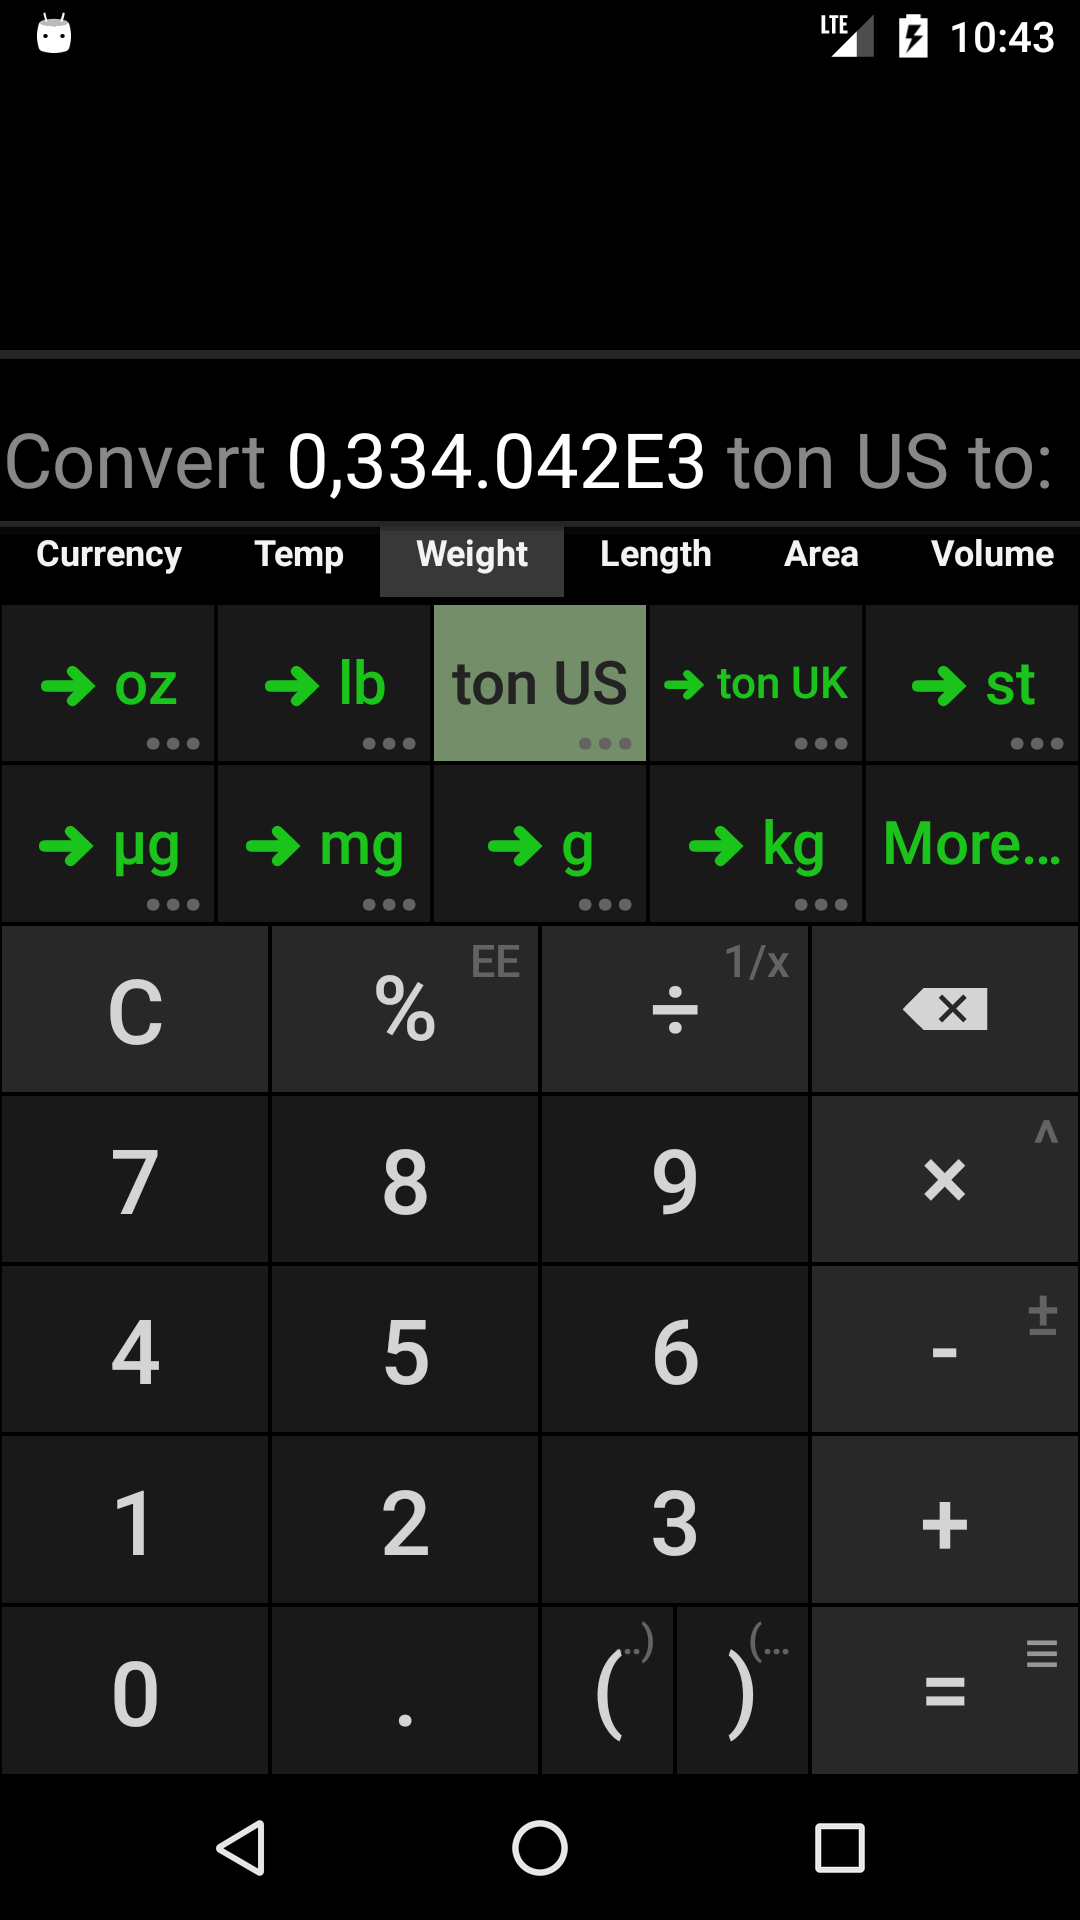 LTE 10:43
Convert 0,334.042E3 ton US to:
Currency Temp Weight Length Area Volume
➔ oz ➔ lb ton US ➔ ton UK ➔ st
➔ µg ➔ mg ➔ g ➔ kg More...
C % EE ÷ 1/x
7 8 9 × ^
4 5 6 - ±
1 2 3 +
0 . ( ..) ) (... = ≡